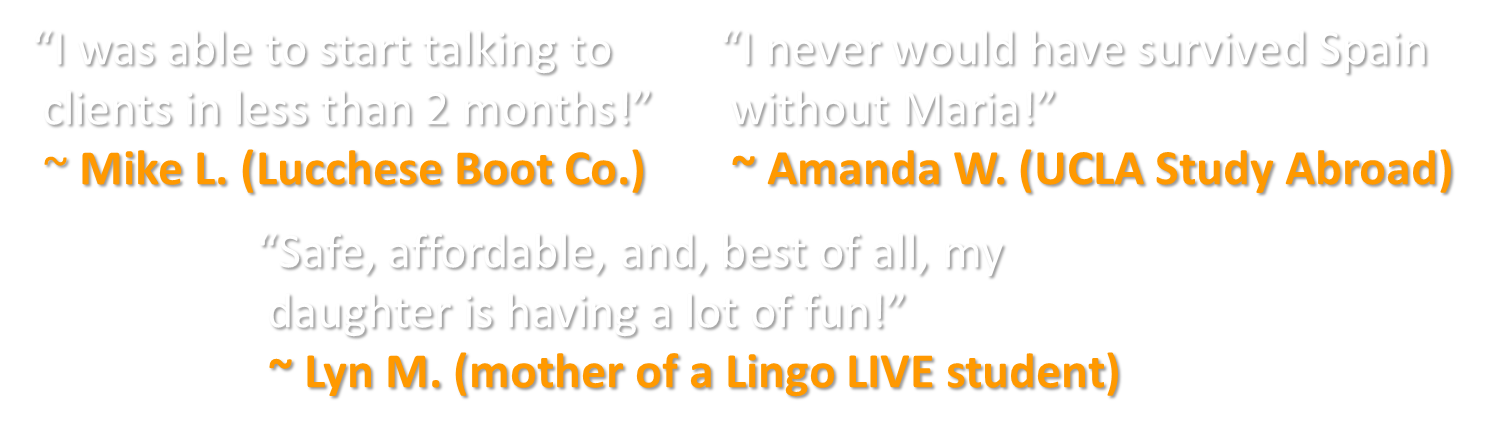 “I was able to start talking to
clients in less than 2 months!”
~ Mike L. (Lucchese Boot Co.)
“I never would have survived Spain
without Maria!”
~ Amanda W. (UCLA Study Abroad)
“Safe, affordable, and, best of all, my
daughter is having a lot of fun!”
~ Lyn M. (mother of a Lingo LIVE student)